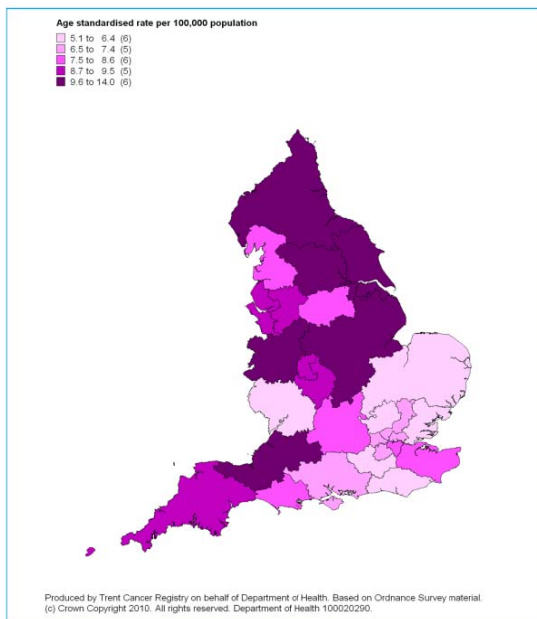 Age standardised rate per 100,000 population
5.1 to 6.4 (6)
6.5 to 7.4 (5)
7.5 to 8.6 (6)
8.7 to 9.5 (5)
9.6 to 14.0 (6)
Produced by Trent Cancer Registry on behalf of Department of Health. Based on Ordnance Survey material.
(c) Crown Copyright 2010. All rights reserved. Department of Health 100020290.